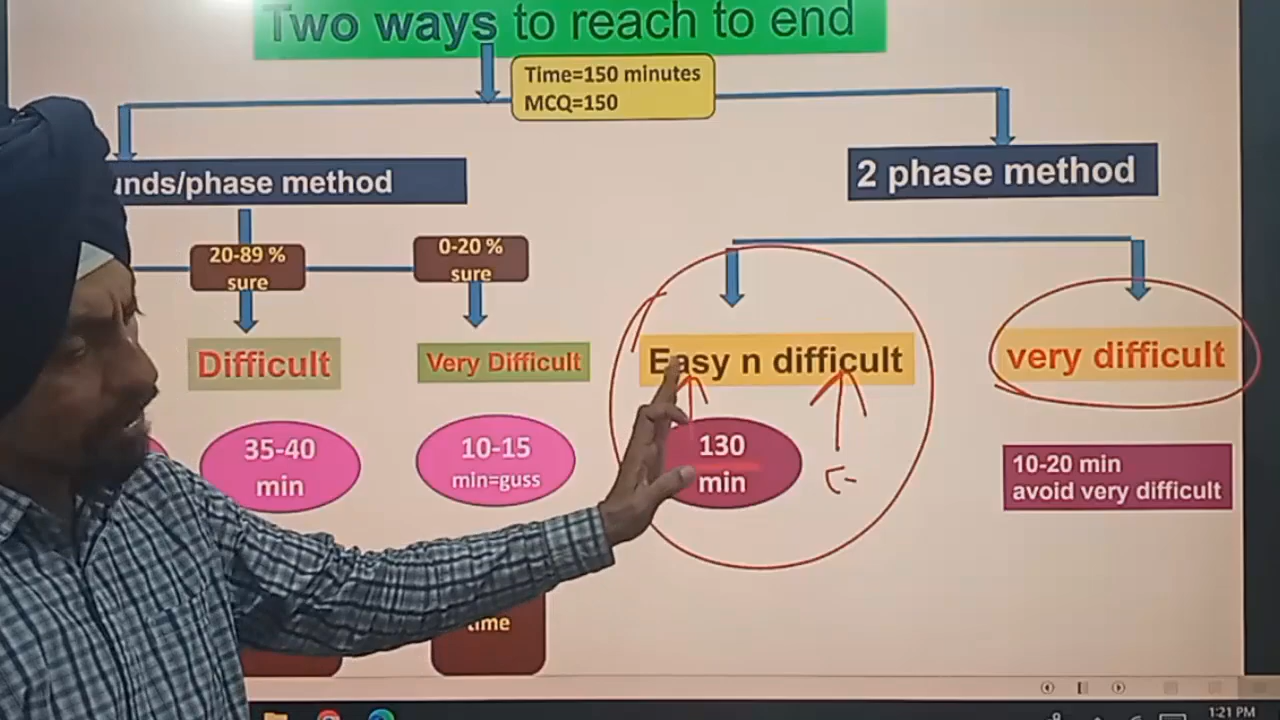 Two ways to reach to end
Time=150 minutes
MCQ=150
unds/phase method
2 phase method
20-89 %
sure
0-20 %
sure
Difficult
Very Difficult
Easy n difficult
very difficult
35-40
min
10-15
min=guss
130
min
10-20 min
avoid very difficult
time
1:21 PM